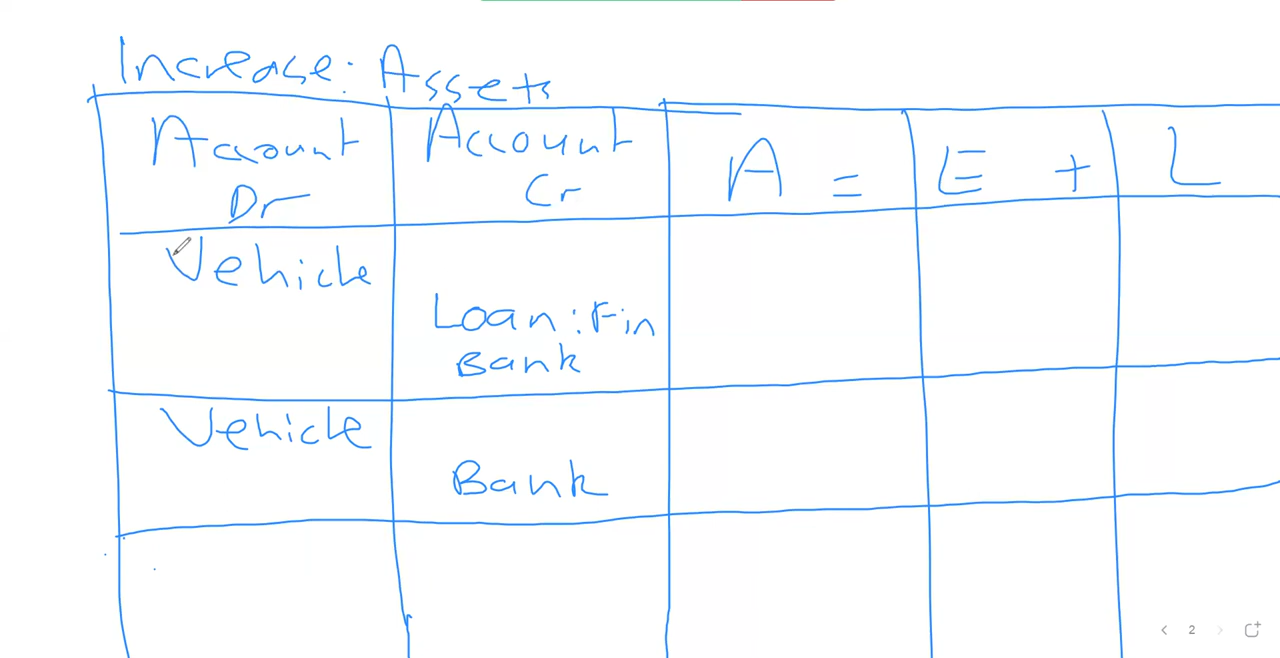 Increase: Assets
Account Dr
Account Cr
A =
E +
L
Vehicle
Loan: Fin Bank
Vehicle
Bank
2